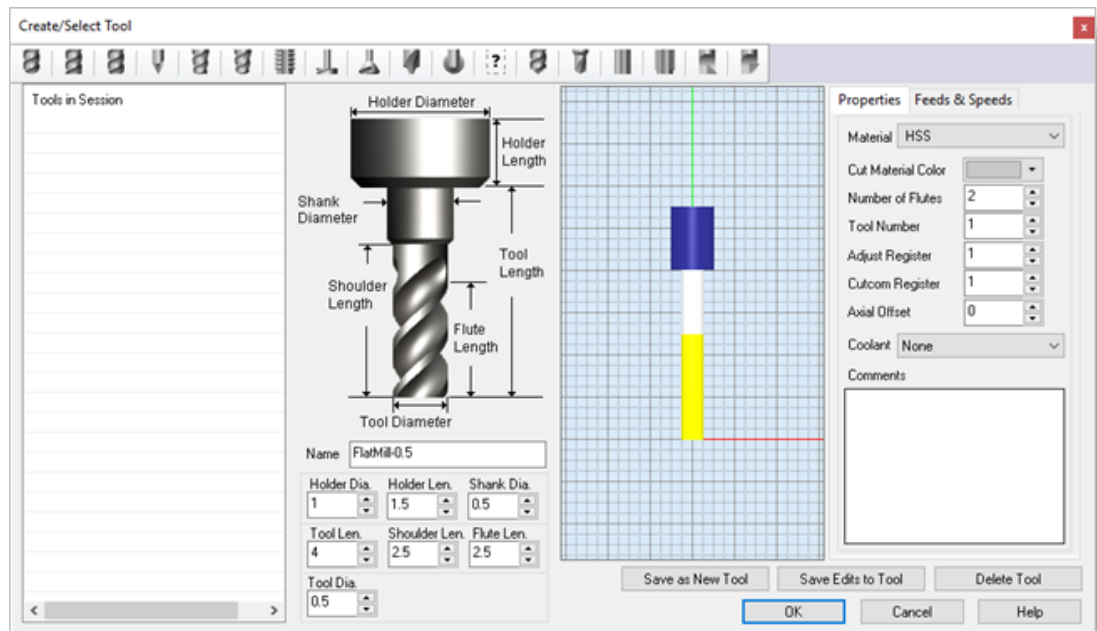 Create/Select Tool
x
?
Tools in Session
Holder Diameter
Holder
Length
Shank
Diameter
Tool
Length
Shoulder
Length
Flute
Length
Tool Diameter
Name FlatMill-0.5
Holder Dia. Holder Len. Shank Dia.
1 1.5 0.5
Tool Len. Shoulder Len. Flute Len.
4 2.5 2.5
Tool Dia.
0.5
Properties Feeds & Speeds
Material HSS
Cut Material Color
Number of Flutes 2
Tool Number 1
Adjust Register 1
Cutcom Register 1
Axial Offset 0
Coolant None
Comments
Save as New Tool Save Edits to Tool Delete Tool
OK Cancel Help